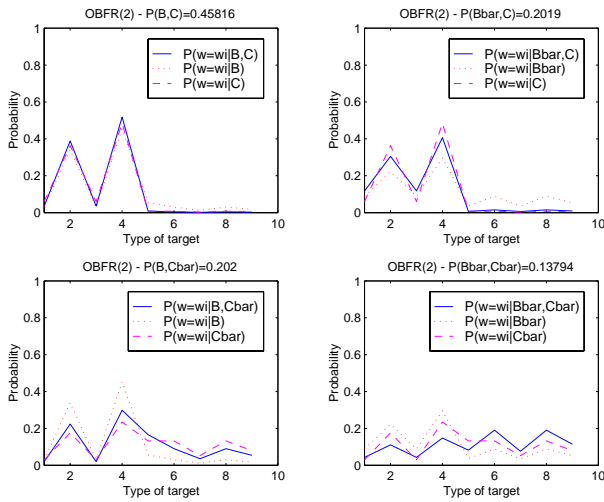 OBFR(2) - P(B,C)=0.45816
P(w=wi|B,C)
P(w=wi|B)
P(w=wi|C)
Probability
1
0.8
0.6
0.4
0.2
0
2
4
6
8
10
Type of target
OBFR(2) - P(Bbar,C)=0.2019
P(w=wi|Bbar,C)
P(w=wi|Bbar)
P(w=wi|C)
Probability
1
0.8
0.6
0.4
0.2
0
2
4
6
8
10
Type of target
OBFR(2) - P(B,Cbar)=0.202
P(w=wi|B,Cbar)
P(w=wi|B)
P(w=wi|Cbar)
Probability
1
0.8
0.6
0.4
0.2
0
2
4
6
8
10
Type of target
OBFR(2) - P(Bbar,Cbar)=0.13794
P(w=wi|Bbar,Cbar)
P(w=wi|Bbar)
P(w=wi|Cbar)
Probability
1
0.8
0.6
0.4
0.2
0
2
4
6
8
10
Type of target